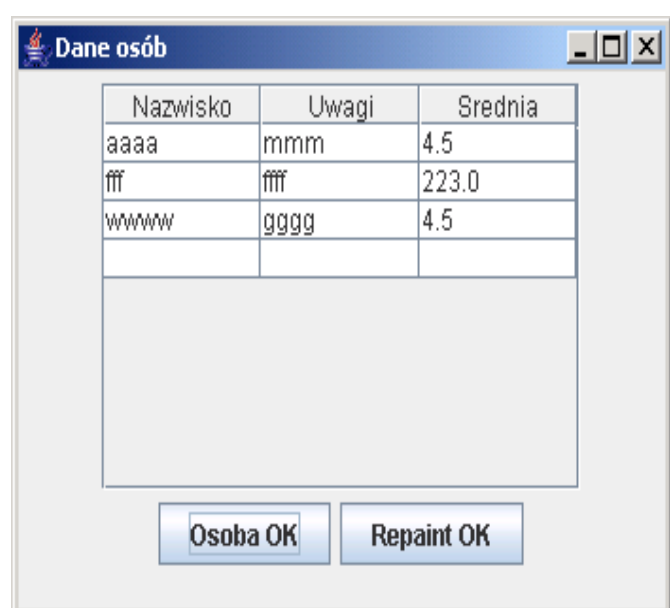 Dane osób
Nazwisko Uwagi Srednia
aaaa mmm 4.5
fff ffff 223.0
wwww gggg 4.5
Osoba OK Repaint OK